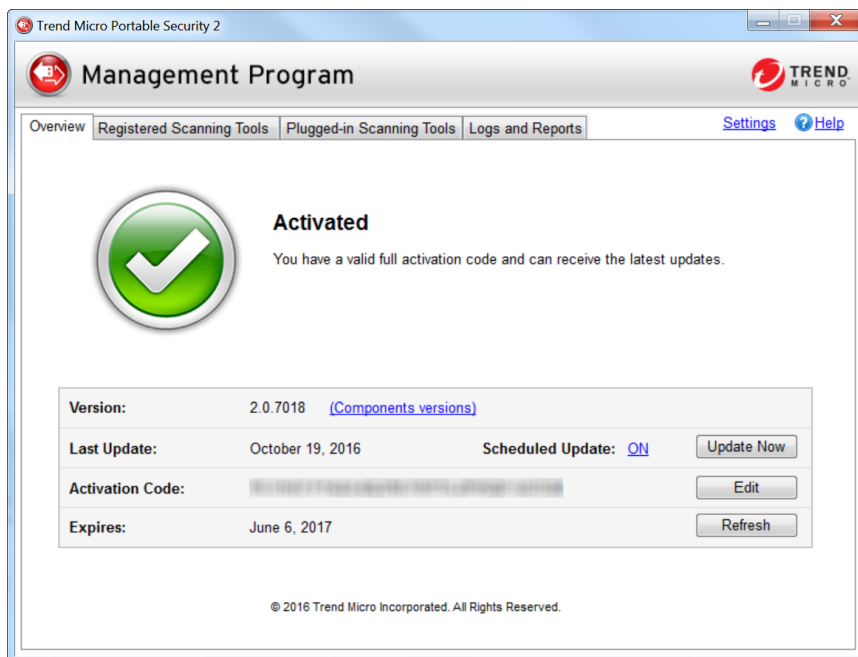 Trend Micro Portable Security 2
Management Program
TREND
MICRO
Overview
Registered Scanning Tools
Plugged-in Scanning Tools
Logs and Reports
Settings
Help
Activated
You have a valid full activation code and can receive the latest updates.
Version: 2.0.7018 (Components versions)
Last Update: October 19, 2016 Scheduled Update: ON Update Now
Activation Code: Edit
Expires: June 6, 2017 Refresh
© 2016 Trend Micro Incorporated. All Rights Reserved.